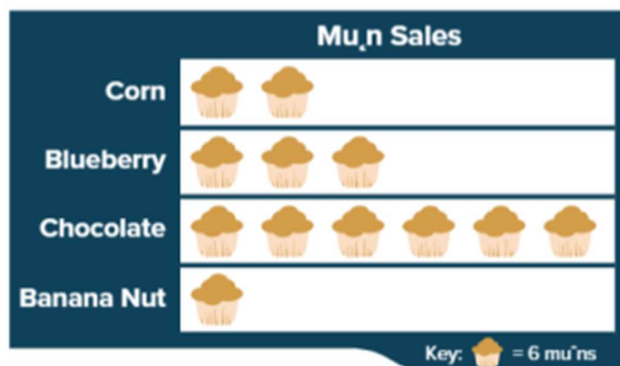 Mu˛n Sales
Corn
Blueberry
Chocolate
Banana Nut
Key: = 6 muˆns